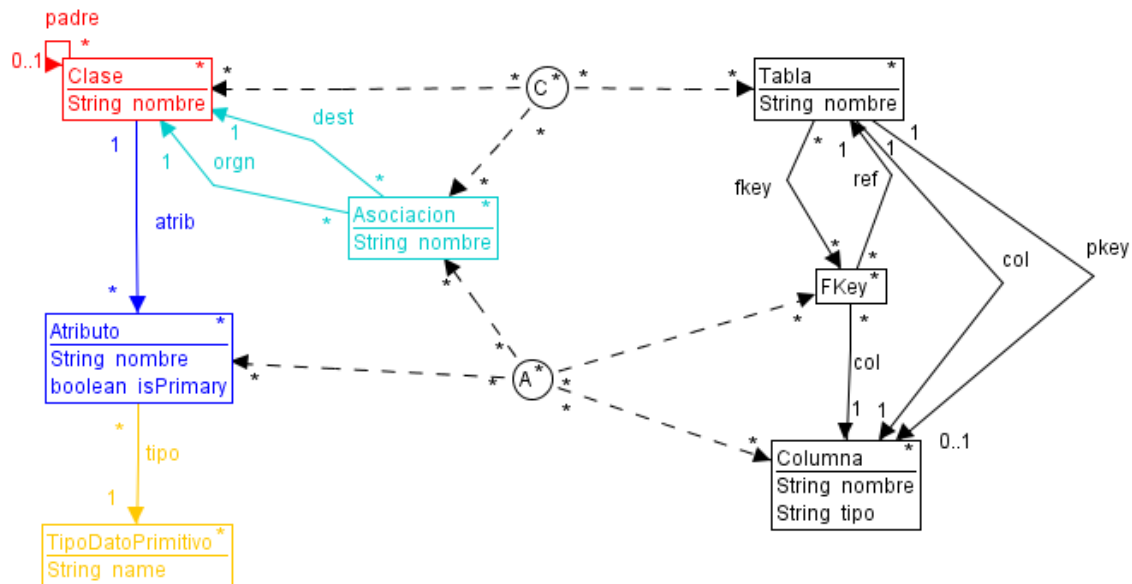 padre
0..1 * Clase *
String nombre
* * C * * *
Tabla *
String nombre
dest
1
orgn
1
*
*
*
*
Asociacion *
String nombre
1
atrib
*
Atributo *
String nombre
boolean isPrimary
*
tipo
1
TipoDatoPrimitivo *
String name
*
*
*
* A * *
*
*
*
* 1 1 1
fkey
ref
col
pkey
* *
FKey *
*
col
1
1
0..1
Columna *
String nombre
String tipo